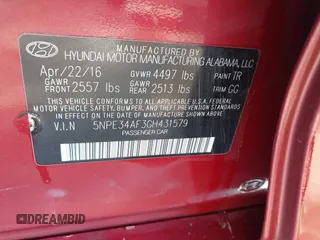 HYUNDAI MOTOR MANUFACTURING ALABAMA, LLC
Apr/22/16 GVWR 4497 lbs PAINT TR
GAWR FRONT 2557 lbs GAWR REAR 2513 lbs TRIM GG
THIS VEHICLE CONFORMS TO ALL APPLICABLE FEDERAL MOTOR VEHICLE SAFETY, BUMPER, AND THEFT PREVENTION STANDARDS IN EFFECT ON THE DATE OF MANUFACTURE SHOWN ABOVE.
V.I.N 5NPE34AF3GH431579
PASSENGER CAR
DREAMBID